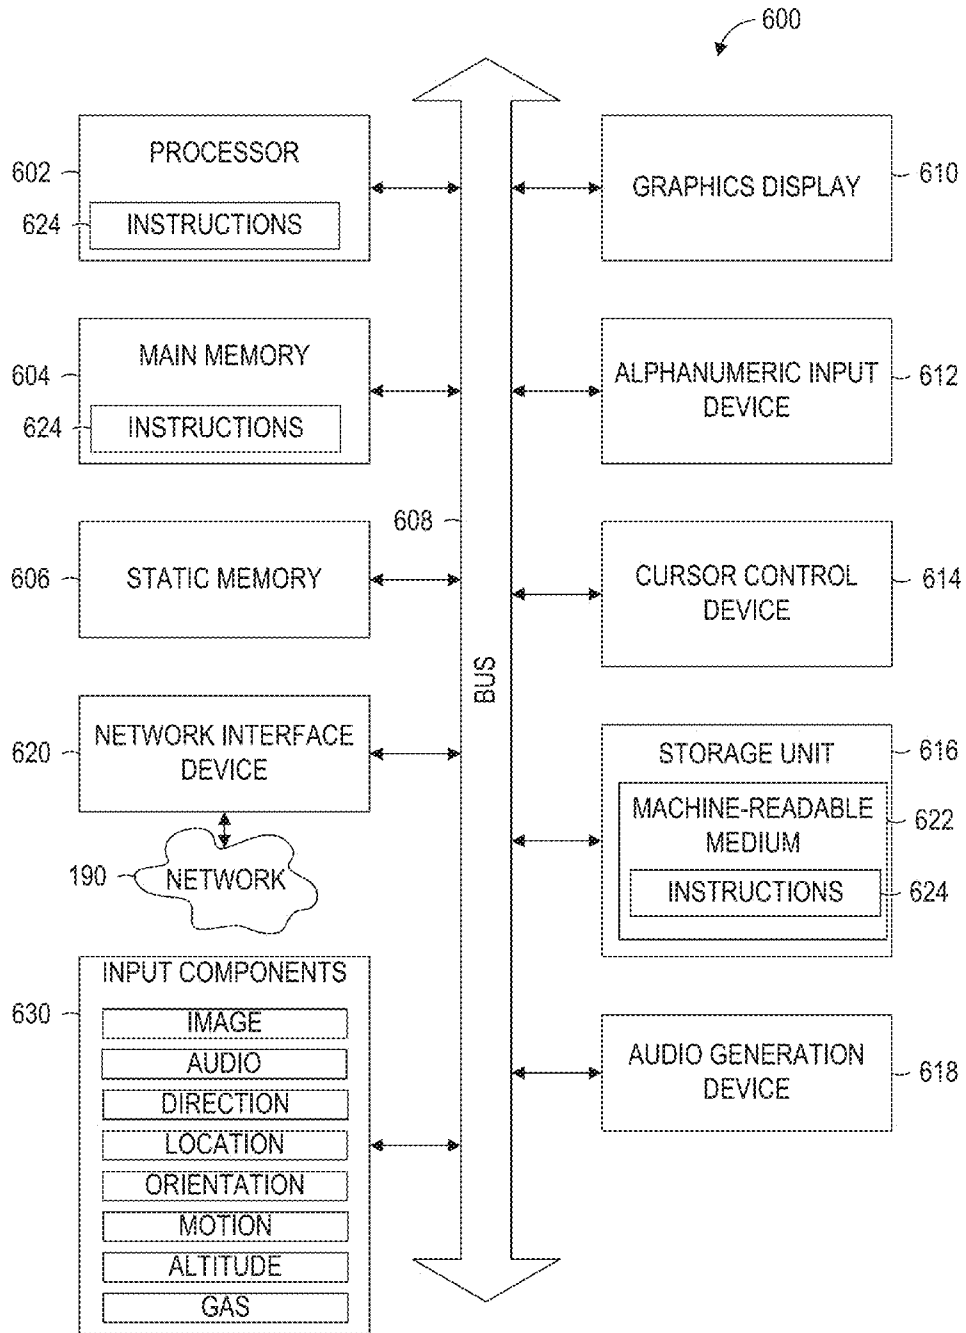 600
PROCESSOR
602
624
INSTRUCTIONS
MAIN MEMORY
604
624
INSTRUCTIONS
608
606
STATIC MEMORY
NETWORK INTERFACE
DEVICE
620
190
NETWORK
INPUT COMPONENTS
630
IMAGE
AUDIO
DIRECTION
LOCATION
ORIENTATION
MOTION
ALTITUDE
GAS
BUS
GRAPHICS DISPLAY
610
ALPHANUMERIC INPUT
DEVICE
612
CURSOR CONTROL
DEVICE
614
STORAGE UNIT
616
MACHINE-READABLE
MEDIUM
622
INSTRUCTIONS
624
AUDIO GENERATION
DEVICE
618